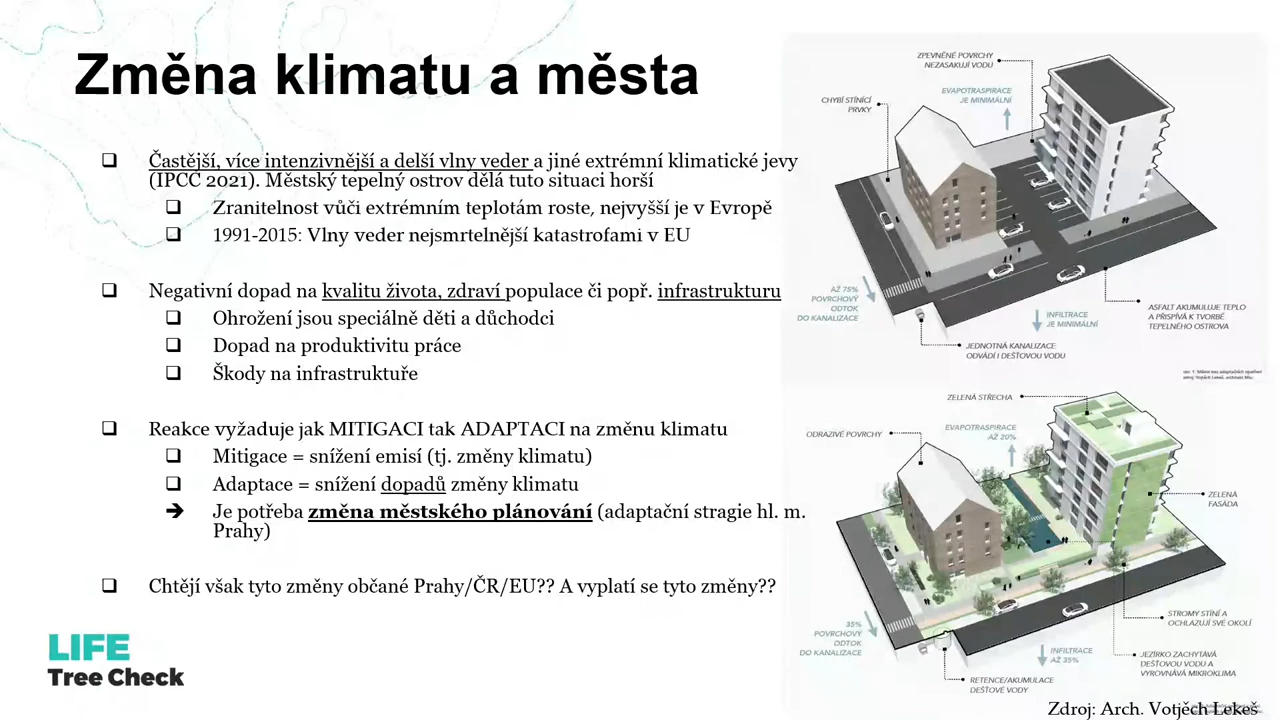 Změna klimatu a města
Častější, více intenzivnější a delší vlny veder a jiné extrémní klimatické jevy
(IPCC 2021). Městský tepelný ostrov dělá tuto situaci horší
Zranitelnost vůči extrémním teplotám roste, nejvyšší je v Evropě
1991-2015: Vlny veder nejsmrtelnější katastrofami v EU
Negativní dopad na kvalitu života, zdraví populace či popř. infrastrukturu
Ohrožení jsou speciálně děti a důchodci
Dopad na produktivitu práce
Škody na infrastruktuře
Reakce vyžaduje jak MITIGACI tak ADAPTACI na změnu klimatu
Mitigace = snížení emisí (tj. změny klimatu)
Adaptace = snížení dopadů změny klimatu
➔ Je potřeba změna městského plánování (adaptační stragie hl. m.
Prahy)
Chtějí však tyto změny občané Prahy/ČR/EU?? A vyplatí se tyto změny??
LIFE
Tree Check
ZPEVNĚNÉ POVRCHY
NEZASAKUJÍ VODU
EVAPOTRASPIRACE
JE MINIMÁLNÍ
CHYBÍ STÍNÍCÍ
PRVKY
AŽ 75%
POVRCHOVÝ
ODTOK
DO KANALIZACE
INFILTRACE
JE MINIMÁLNÍ
ASFALT AKUMULUJE TEPLO
A PŘISPÍVÁ K TVORBĚ
TEPELNÉHO OSTROVA
JEDNOTNÁ KANALIZACE
ODVÁDÍ I DEŠŤOVOU VODU
ZELENÁ STŘECHA
ODRAZIVÉ POVRCHY
EVAPOTRASPIRACE
AŽ 20%
ZELENÁ
FASÁDA
35%
POVRCHOVÝ
ODTOK
DO KANALIZACE
INFILTRACE
AŽ 35%
STROMY STÍNÍ A
OCHLAZUJÍ SVÉ OKOLÍ
JEZÍRKO ZACHYTÁVÁ
DEŠŤOVOU VODU A
VYROVNÁVÁ MIKROKLIMA
RETENCE/AKUMULACE
DEŠŤOVÉ VODY
Zdroj: Arch. Votjěch Lekeš